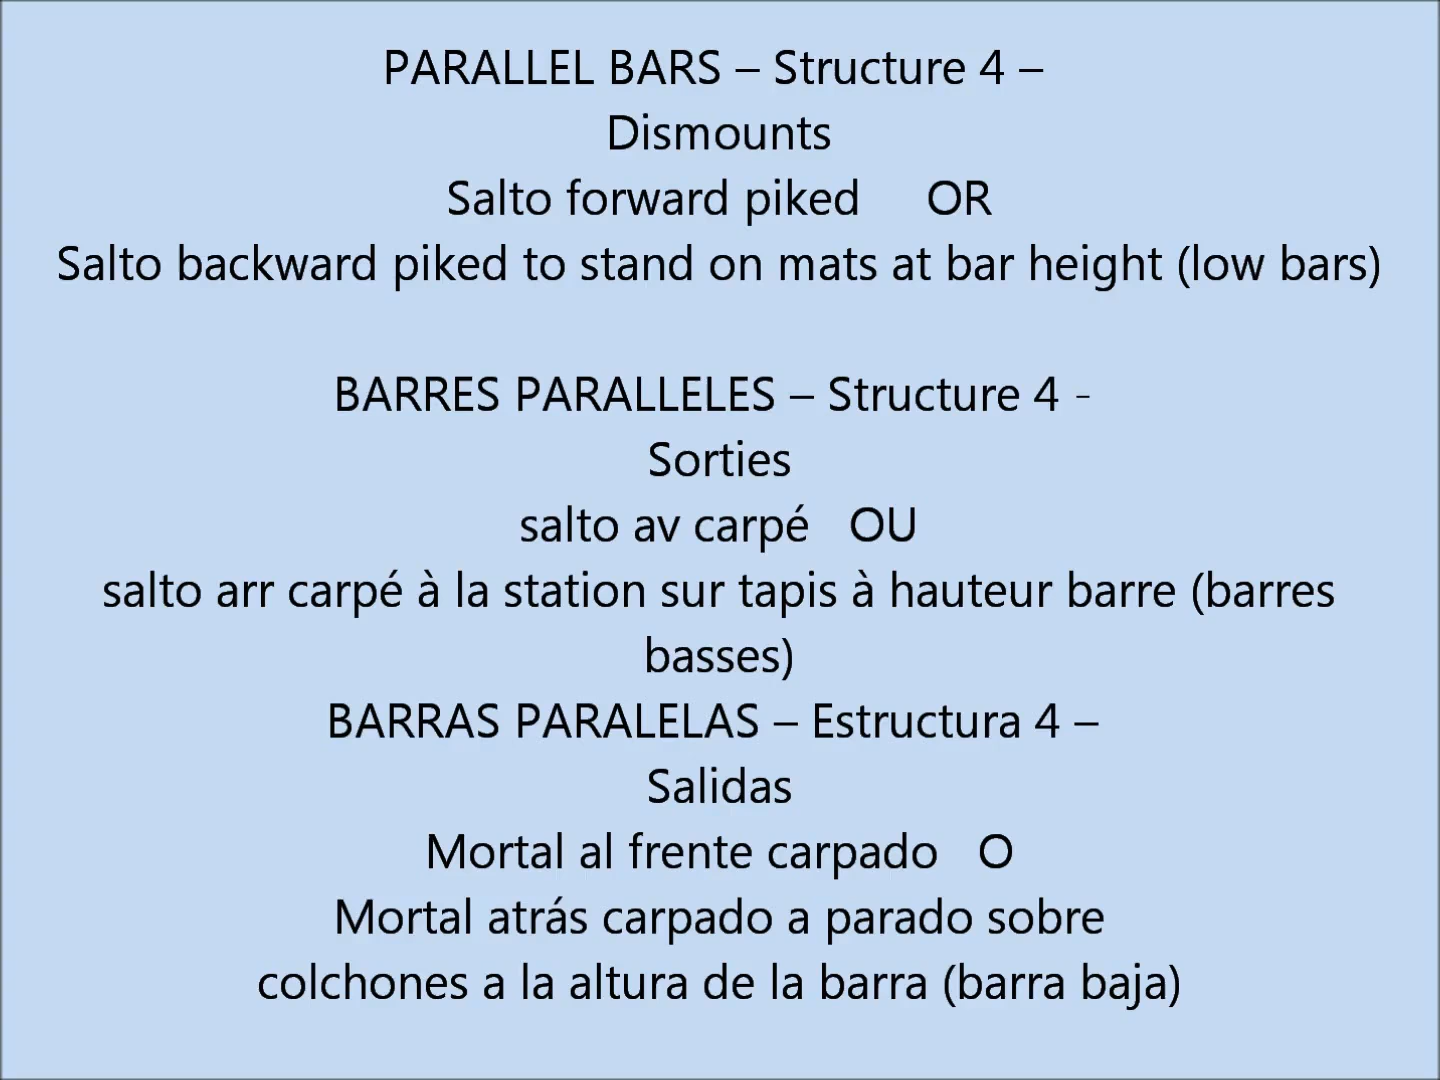 PARALLEL BARS – Structure 4 –
Dismounts
Salto forward piked OR
Salto backward piked to stand on mats at bar height (low bars)
BARRES PARALLELES – Structure 4 -
Sorties
salto av carpé OU
salto arr carpé à la station sur tapis à hauteur barre (barres
basses)
BARRAS PARALELAS – Estructura 4 –
Salidas
Mortal al frente carpado O
Mortal atrás carpado a parado sobre
colchones a la altura de la barra (barra baja)